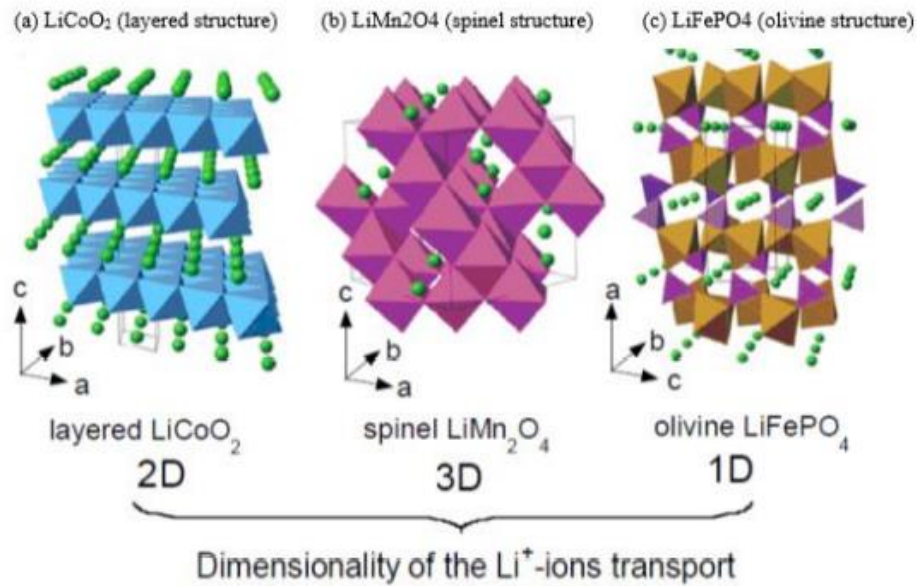 (a) LiCoO₂ (layered structure) (b) LiMn2O4 (spinel structure) (c) LiFePO4 (olivine structure)
c b a
c b a
a b c
layered LiCoO₂ spinel LiMn₂O₄ olivine LiFePO₄
2D 3D 1D
Dimensionality of the Li⁺-ions transport